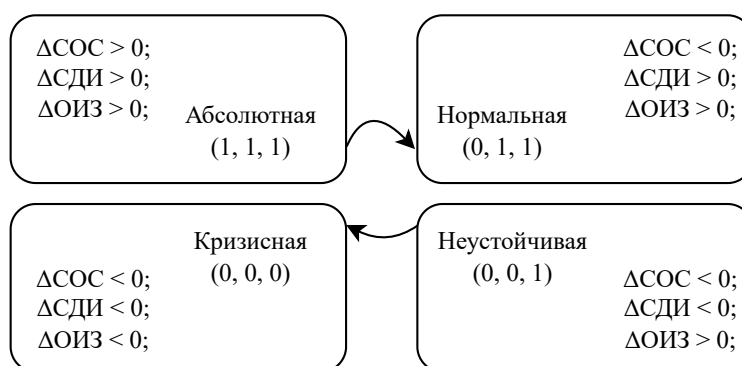 ΔСОС > 0;
ΔСДИ > 0;
ΔОИЗ > 0;
Абсолютная
(1, 1, 1)
ΔСОС < 0;
ΔСДИ > 0;
ΔОИЗ > 0;
Нормальная
(0, 1, 1)
Кризисная
(0, 0, 0)
ΔСОС < 0;
ΔСДИ < 0;
ΔОИЗ < 0;
Неустойчивая
(0, 0, 1)
ΔСОС < 0;
ΔСДИ < 0;
ΔОИЗ > 0;